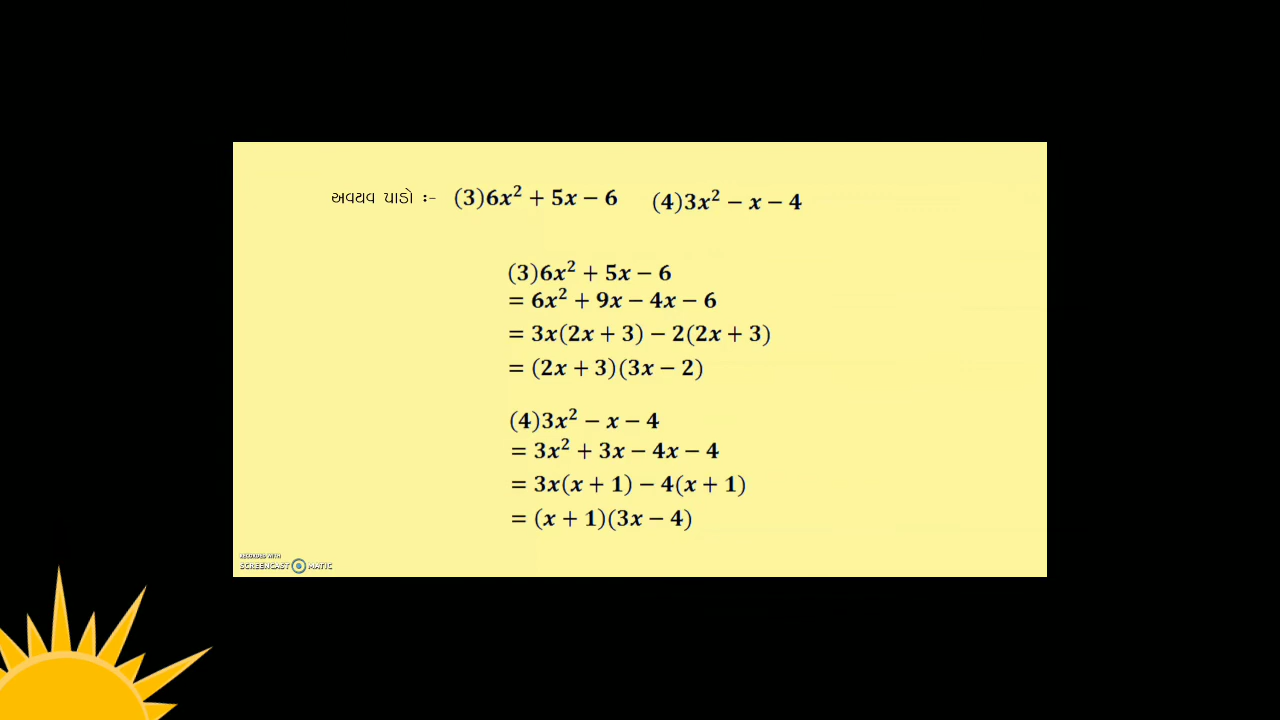 અવયવ પાડો :- (3)6x² + 5x − 6 (4)3x² − x − 4
(3)6x² + 5x − 6
= 6x² + 9x − 4x − 6
= 3x(2x + 3) − 2(2x + 3)
= (2x + 3)(3x − 2)
(4)3x² − x − 4
= 3x² + 3x − 4x − 4
= 3x(x + 1) − 4(x + 1)
= (x + 1)(3x − 4)
RECORDED WITH
SCREENCAST MATIC